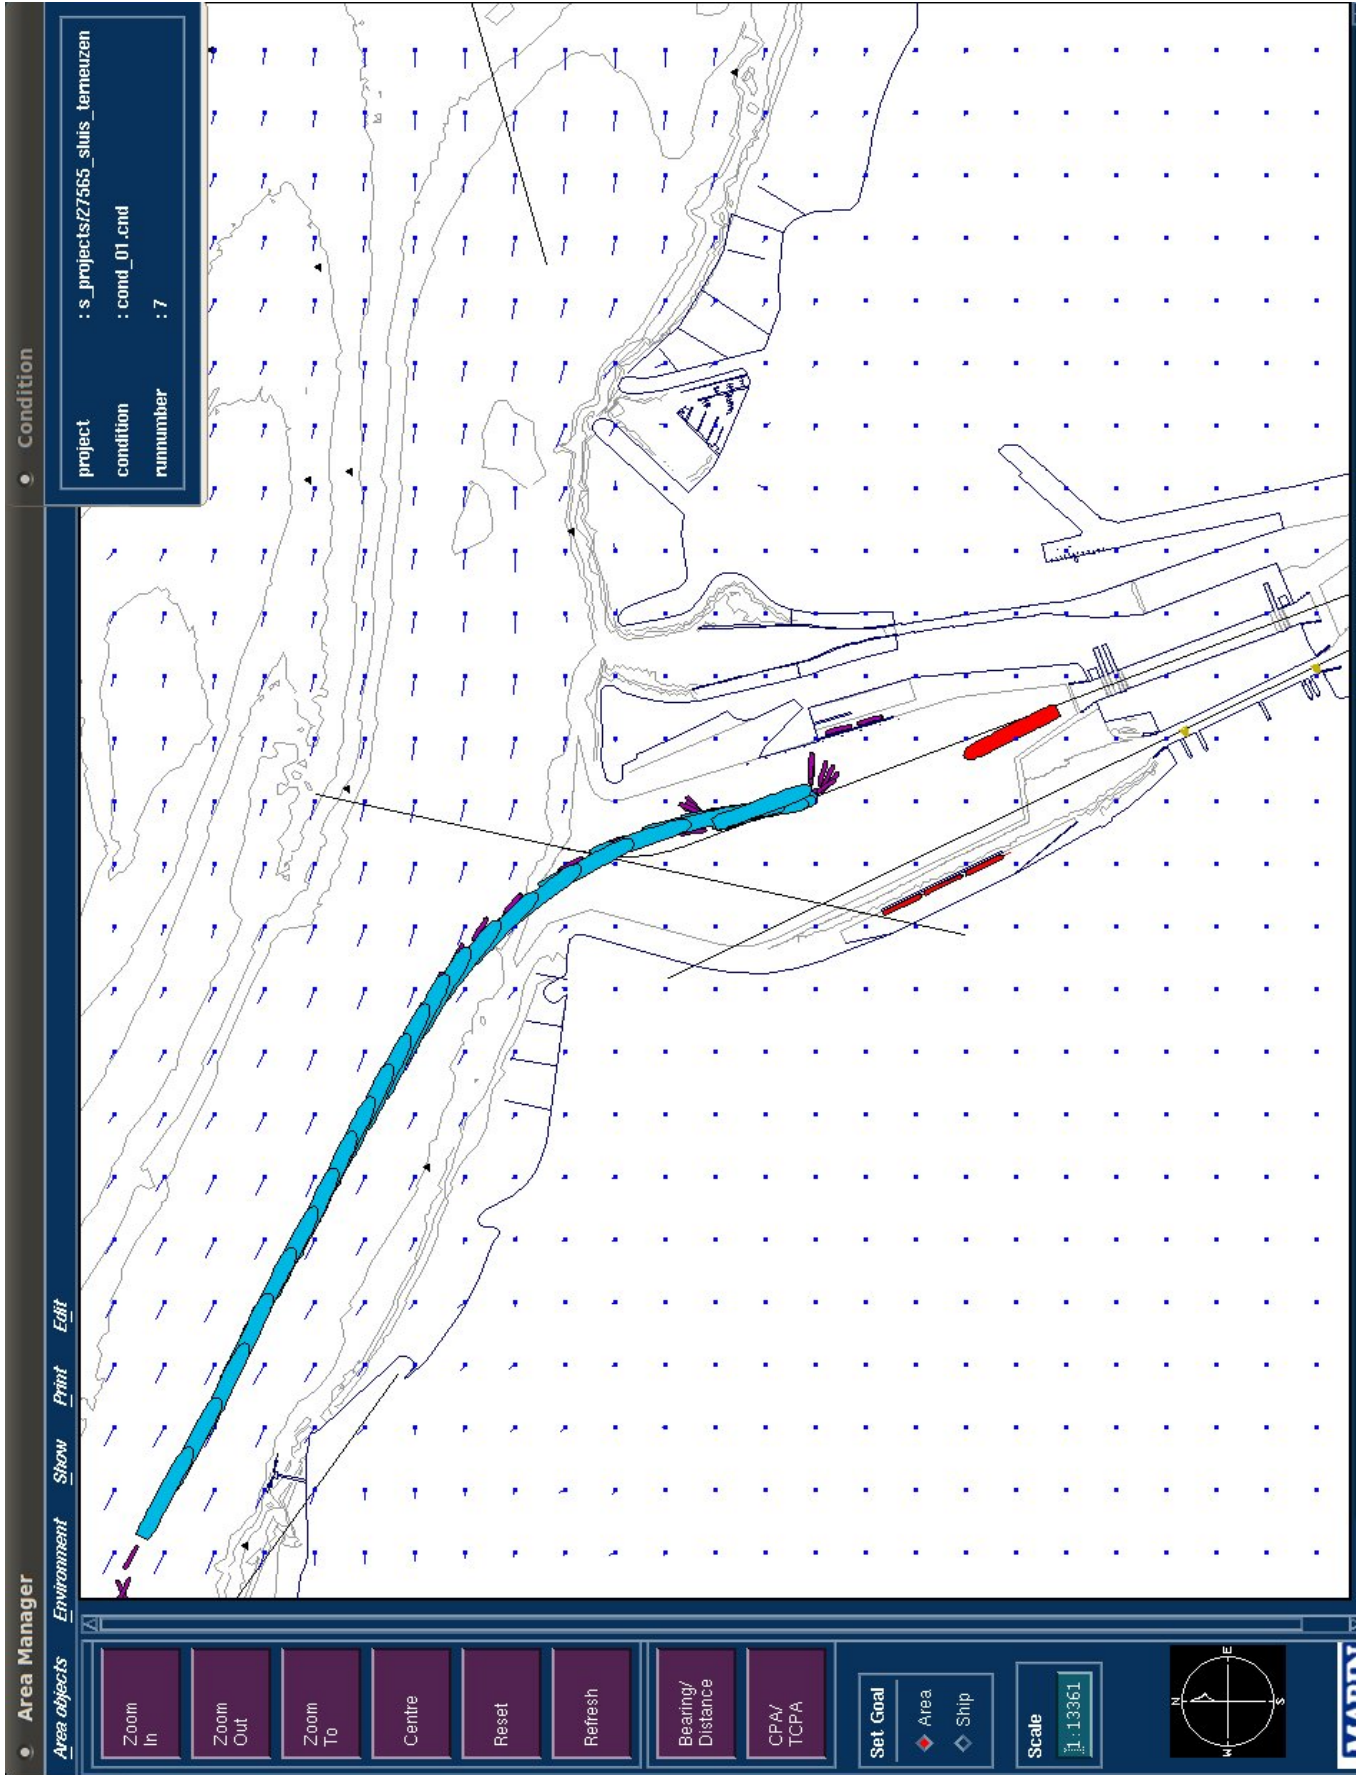 Area Manager
Condition
Area objects Environment Show Print Edit
project : s_projects/27565_sluis_terneuzen
condition : cond_01.cnd
runnumber : 7
Zoom
In
Zoom
Out
Zoom
To
Centre
Reset
Refresh
Bearing/
Distance
CPA/
TCPA
Set Goal
Area
Ship
Scale
1:13361
N
W E
S